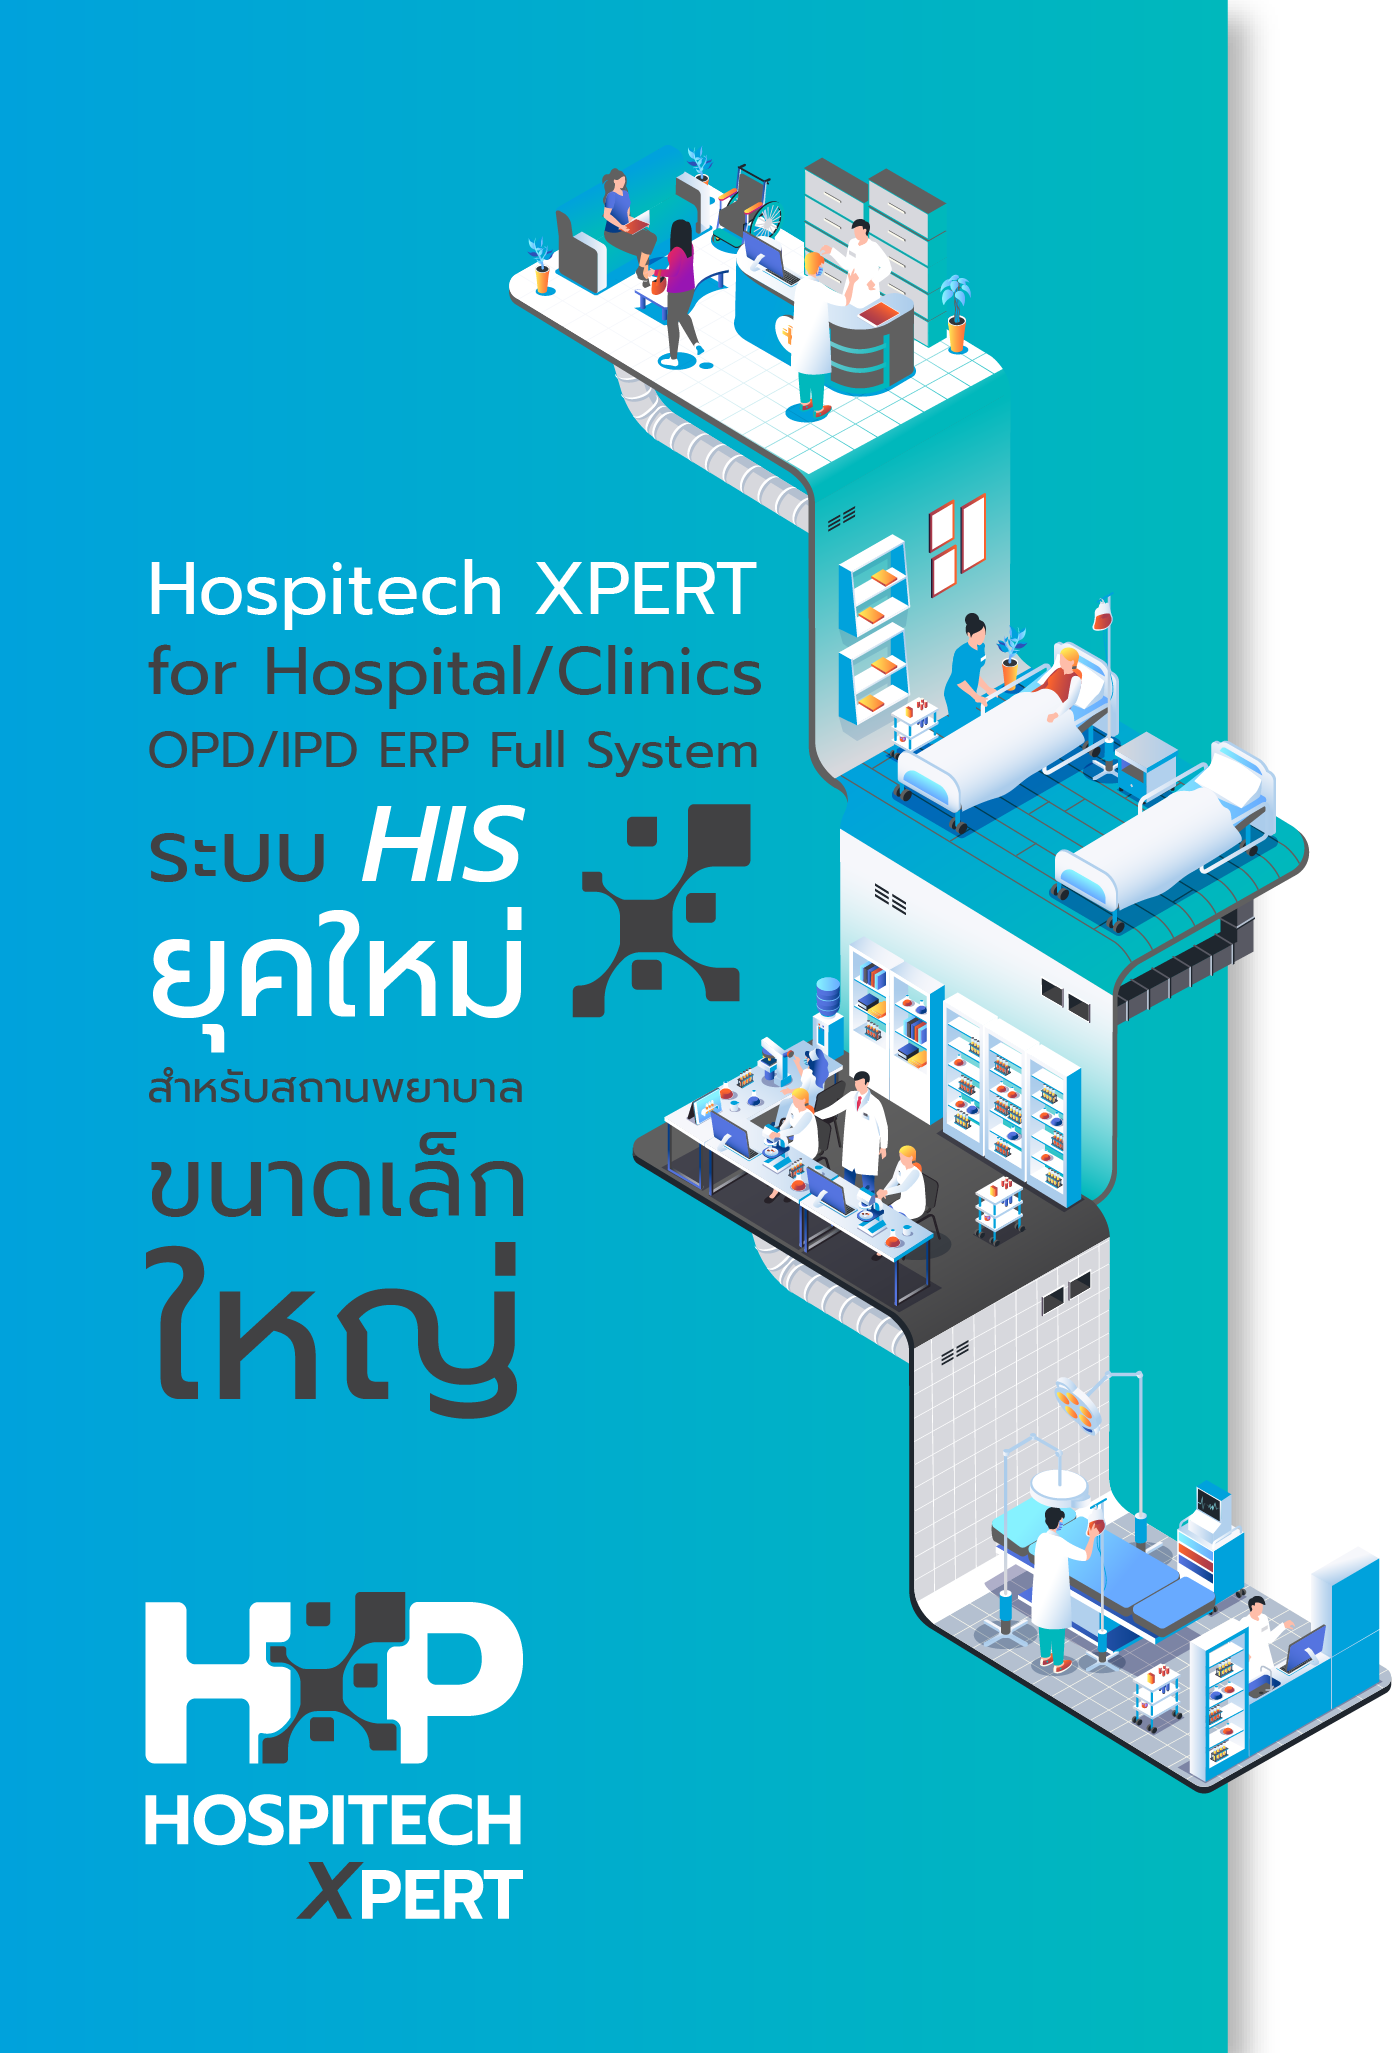 Hospitech XPERT
for Hospital/Clinics
OPD/IPD ERP Full System
ระบบ HIS
ยุคใหม่
สำหรับสถานพยาบาล
ขนาดเล็ก
ใหญ่
HXP
HOSPITECH
XPERT